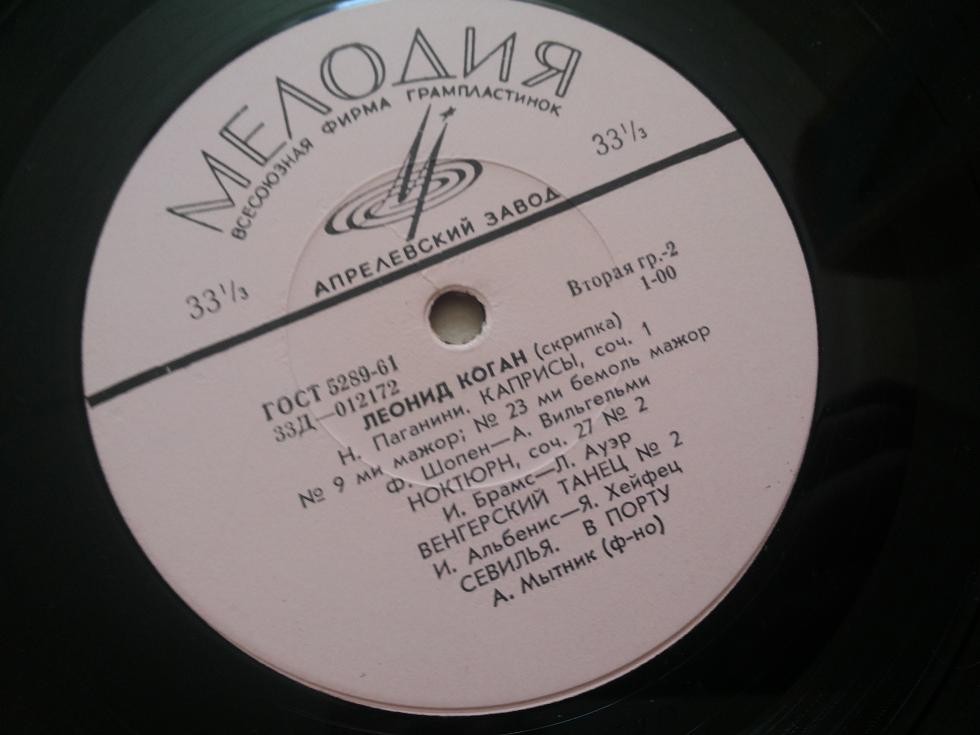 МЕЛОДИЯ
ВСЕСОЮЗНАЯ ФИРМА ГРАМПЛАСТИНОК
33⅓
33⅓
АПРЕЛЕВСКИЙ ЗАВОД
Вторая гр.-2
1-00
ГОСТ 5289-61
33Д—012172
ЛЕОНИД КОГАН (скрипка)
Н. Паганини. КАПРИСЫ, соч. 1
№ 9 ми мажор; № 23 ми бемоль мажор
Ф. Шопен—А. Вильгельми
НОКТЮРН, соч. 27 № 2
И. Брамс—Л. Ауэр
ВЕНГЕРСКИЙ ТАНЕЦ № 2
И. Альбенис—Я. Хейфец
СЕВИЛЬЯ. В ПОРТУ
А. Мытник (ф-но)